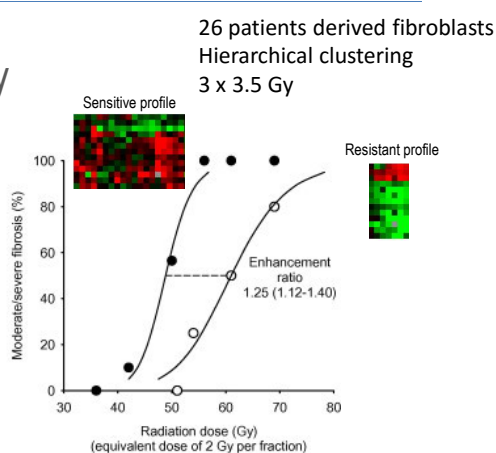 26 patients derived fibroblasts
Hierarchical clustering
3 x 3.5 Gy
Sensitive profile
Resistant profile
Moderate/severe fibrosis (%)
100
80
60
40
20
0
Enhancement
ratio
1.25 (1.12-1.40)
30 40 50 60 70 80
Radiation dose (Gy)
(equivalent dose of 2 Gy per fraction)